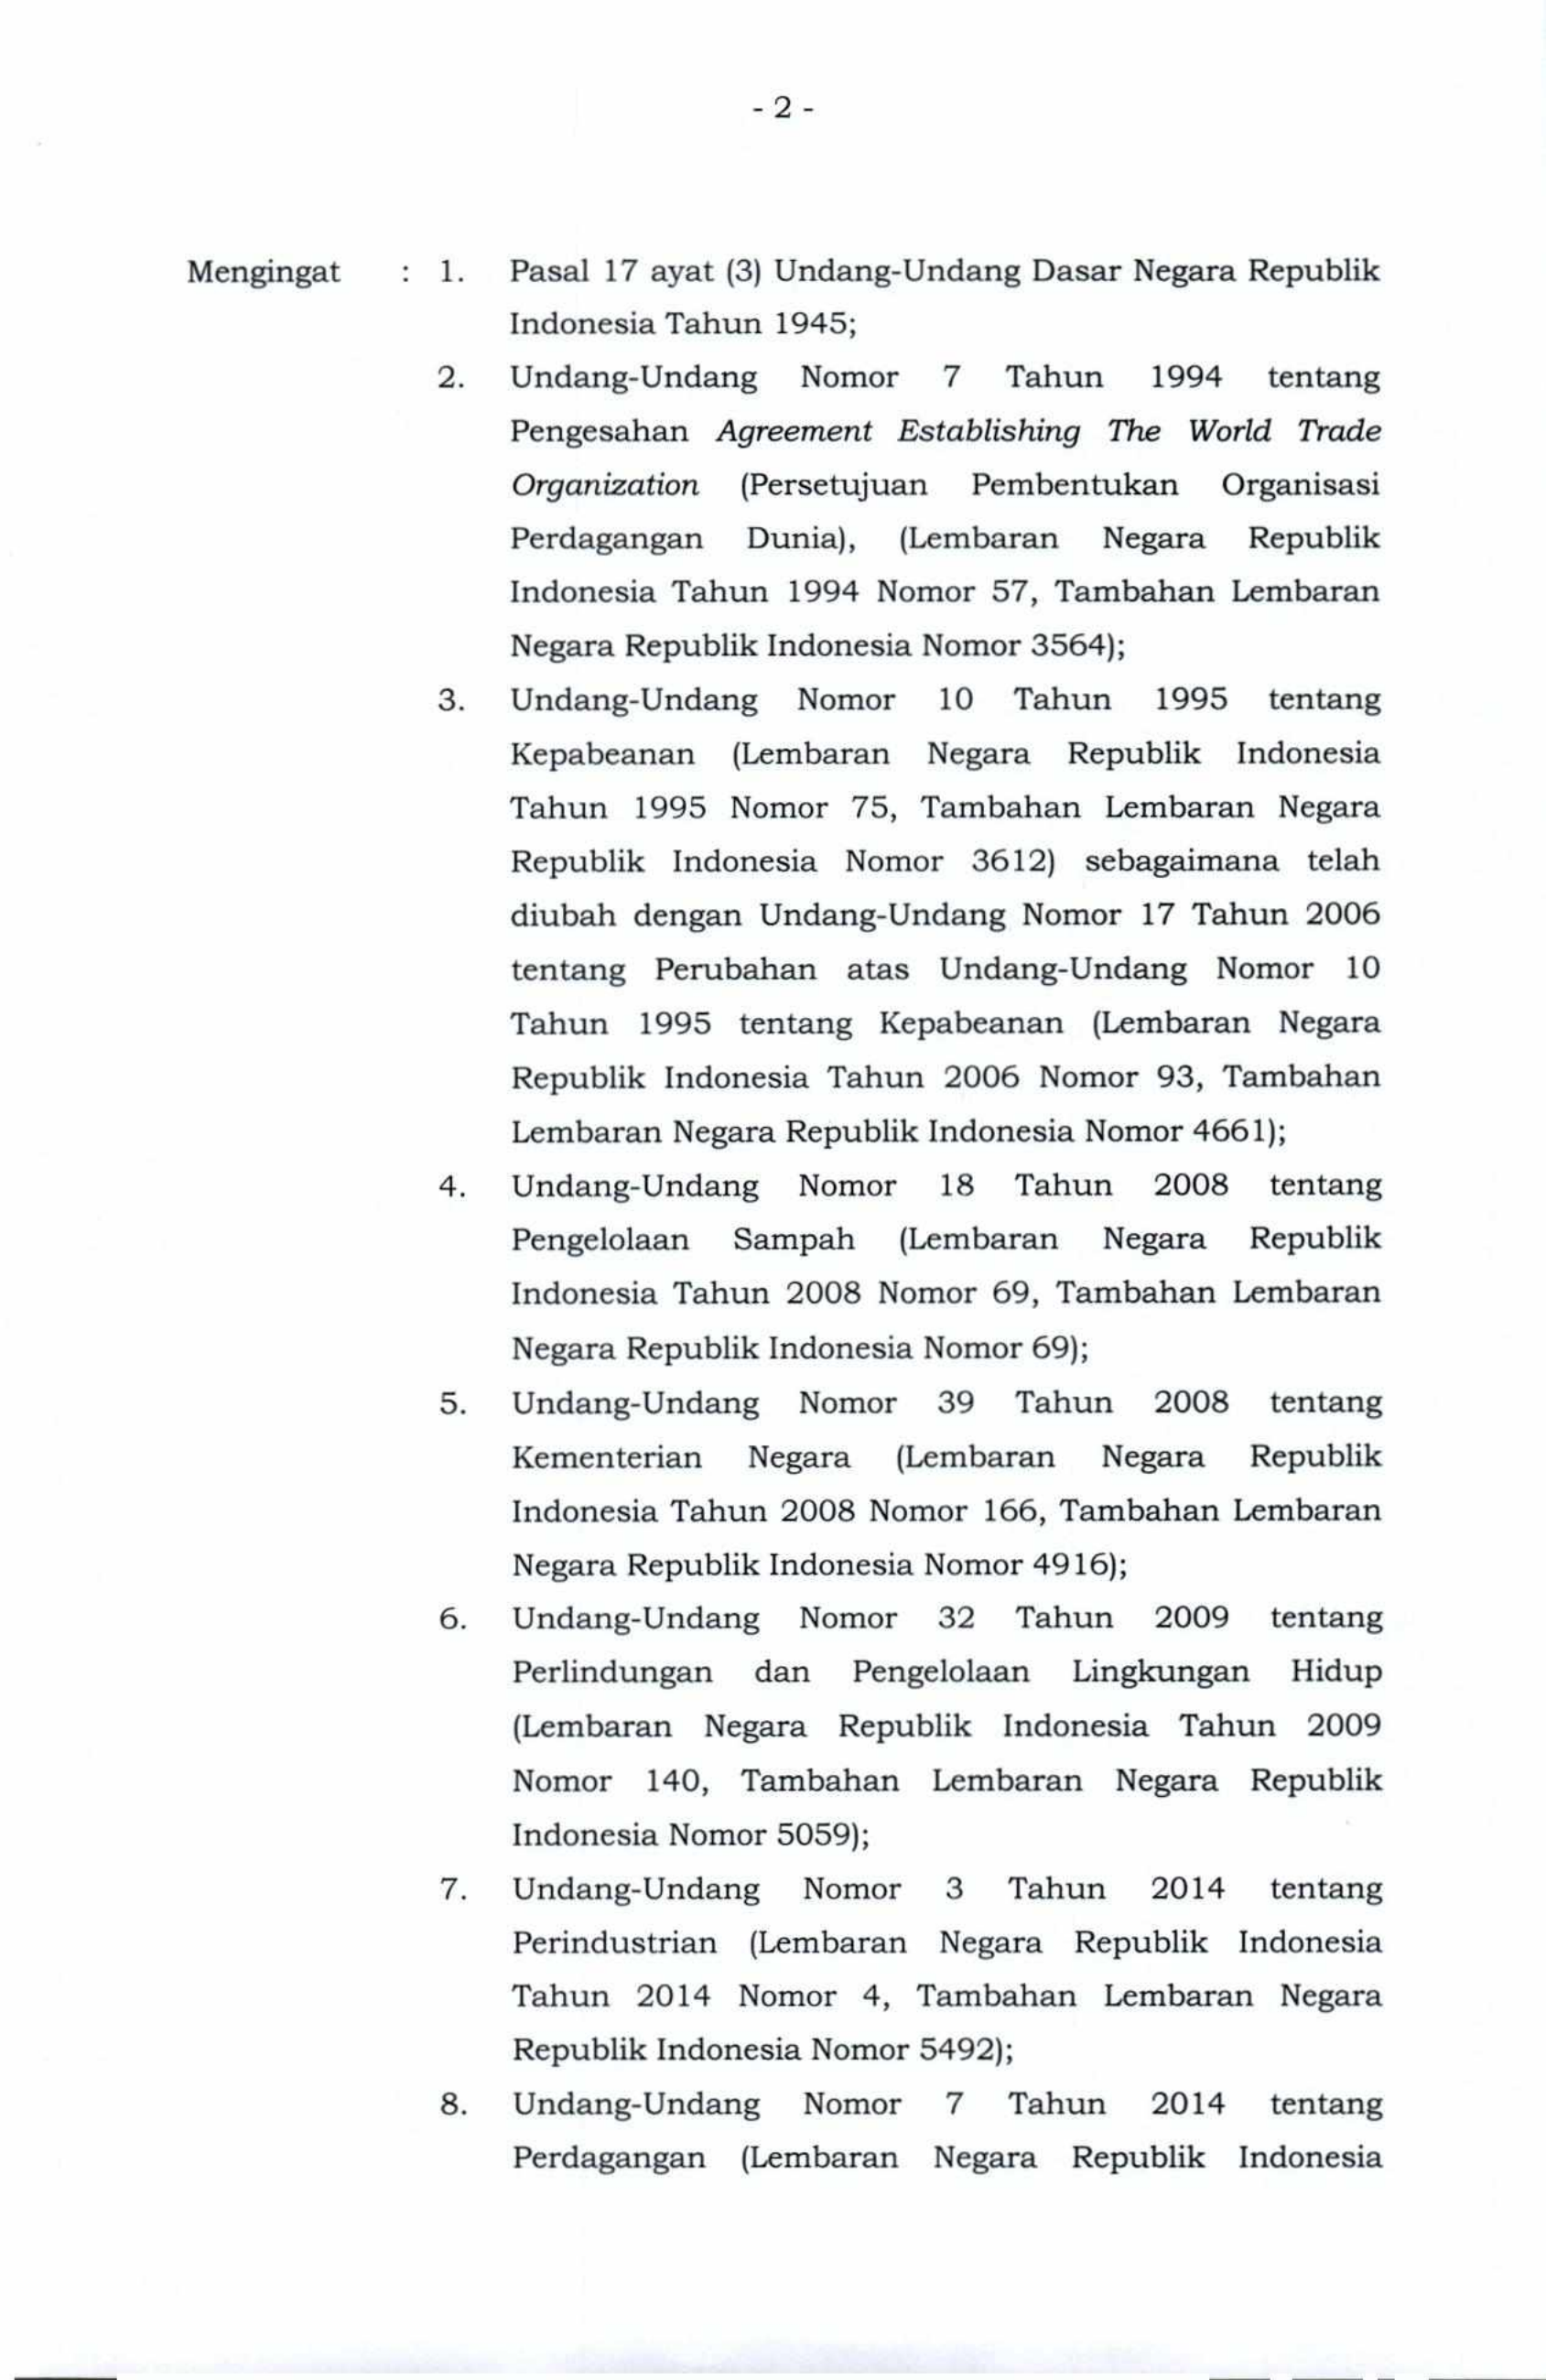 - 2 -
Mengingat : 1. Pasal 17 ayat (3) Undang-Undang Dasar Negara Republik
Indonesia Tahun 1945;
2. Undang-Undang Nomor 7 Tahun 1994 tentang
Pengesahan Agreement Establishing The World Trade
Organization (Persetujuan Pembentukan Organisasi
Perdagangan Dunia), (Lembaran Negara Republik
Indonesia Tahun 1994 Nomor 57, Tambahan Lembaran
Negara Republik Indonesia Nomor 3564);
3. Undang-Undang Nomor 10 Tahun 1995 tentang
Kepabeanan (Lembaran Negara Republik Indonesia
Tahun 1995 Nomor 75, Tambahan Lembaran Negara
Republik Indonesia Nomor 3612) sebagaimana telah
diubah dengan Undang-Undang Nomor 17 Tahun 2006
tentang Perubahan atas Undang-Undang Nomor 10
Tahun 1995 tentang Kepabeanan (Lembaran Negara
Republik Indonesia Tahun 2006 Nomor 93, Tambahan
Lembaran Negara Republik Indonesia Nomor 4661);
4. Undang-Undang Nomor 18 Tahun 2008 tentang
Pengelolaan Sampah (Lembaran Negara Republik
Indonesia Tahun 2008 Nomor 69, Tambahan Lembaran
Negara Republik Indonesia Nomor 69);
5. Undang-Undang Nomor 39 Tahun 2008 tentang
Kementerian Negara (Lembaran Negara Republik
Indonesia Tahun 2008 Nomor 166, Tambahan Lembaran
Negara Republik Indonesia Nomor 4916);
6. Undang-Undang Nomor 32 Tahun 2009 tentang
Perlindungan dan Pengelolaan Lingkungan Hidup
(Lembaran Negara Republik Indonesia Tahun 2009
Nomor 140, Tambahan Lembaran Negara Republik
Indonesia Nomor 5059);
7. Undang-Undang Nomor 3 Tahun 2014 tentang
Perindustrian (Lembaran Negara Republik Indonesia
Tahun 2014 Nomor 4, Tambahan Lembaran Negara
Republik Indonesia Nomor 5492);
8. Undang-Undang Nomor 7 Tahun 2014 tentang
Perdagangan (Lembaran Negara Republik Indonesia